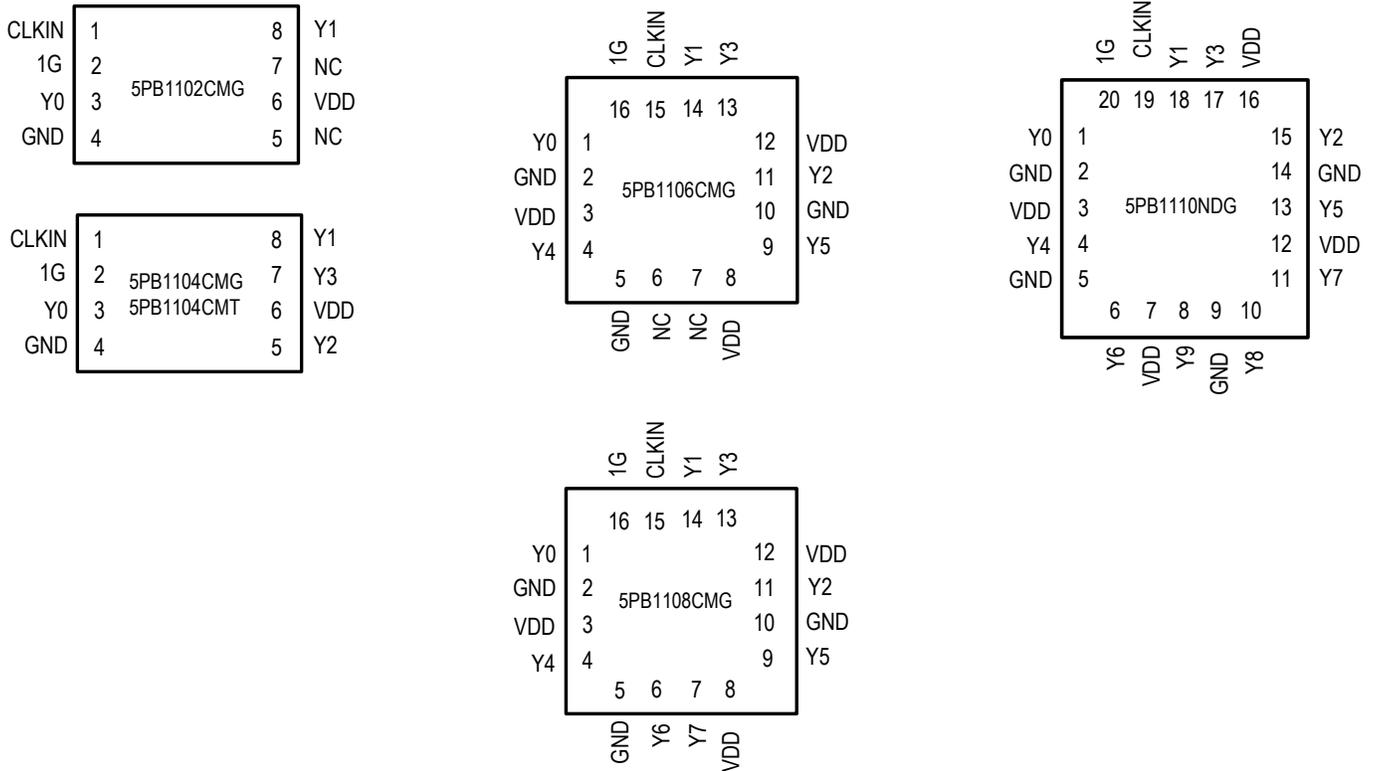 CLKIN 1 8 Y1
1G 2 7 NC
5PB1102CMG
Y0 3 6 VDD
GND 4 5 NC
CLKIN 1 8 Y1
1G 2 7 Y3
5PB1104CMG
5PB1104CMT
Y0 3 6 VDD
GND 4 5 Y2
1G CLKIN Y1 Y3
16 15 14 13
Y0 1 12 VDD
GND 2 11 Y2
5PB1106CMG
VDD 3 10 GND
Y4 4 9 Y5
5 6 7 8
GND NC NC VDD
1G CLKIN Y1 Y3 VDD
20 19 18 17 16
Y0 1 15 Y2
GND 2 14 GND
5PB1110NDG
VDD 3 13 Y5
Y4 4 12 VDD
GND 5 11 Y7
6 7 8 9 10
Y6 VDD Y9 GND Y8
1G CLKIN Y1 Y3
16 15 14 13
Y0 1 12 VDD
GND 2 11 Y2
5PB1108CMG
VDD 3 10 GND
Y4 4 9 Y5
5 6 7 8
GND Y6 Y7 VDD